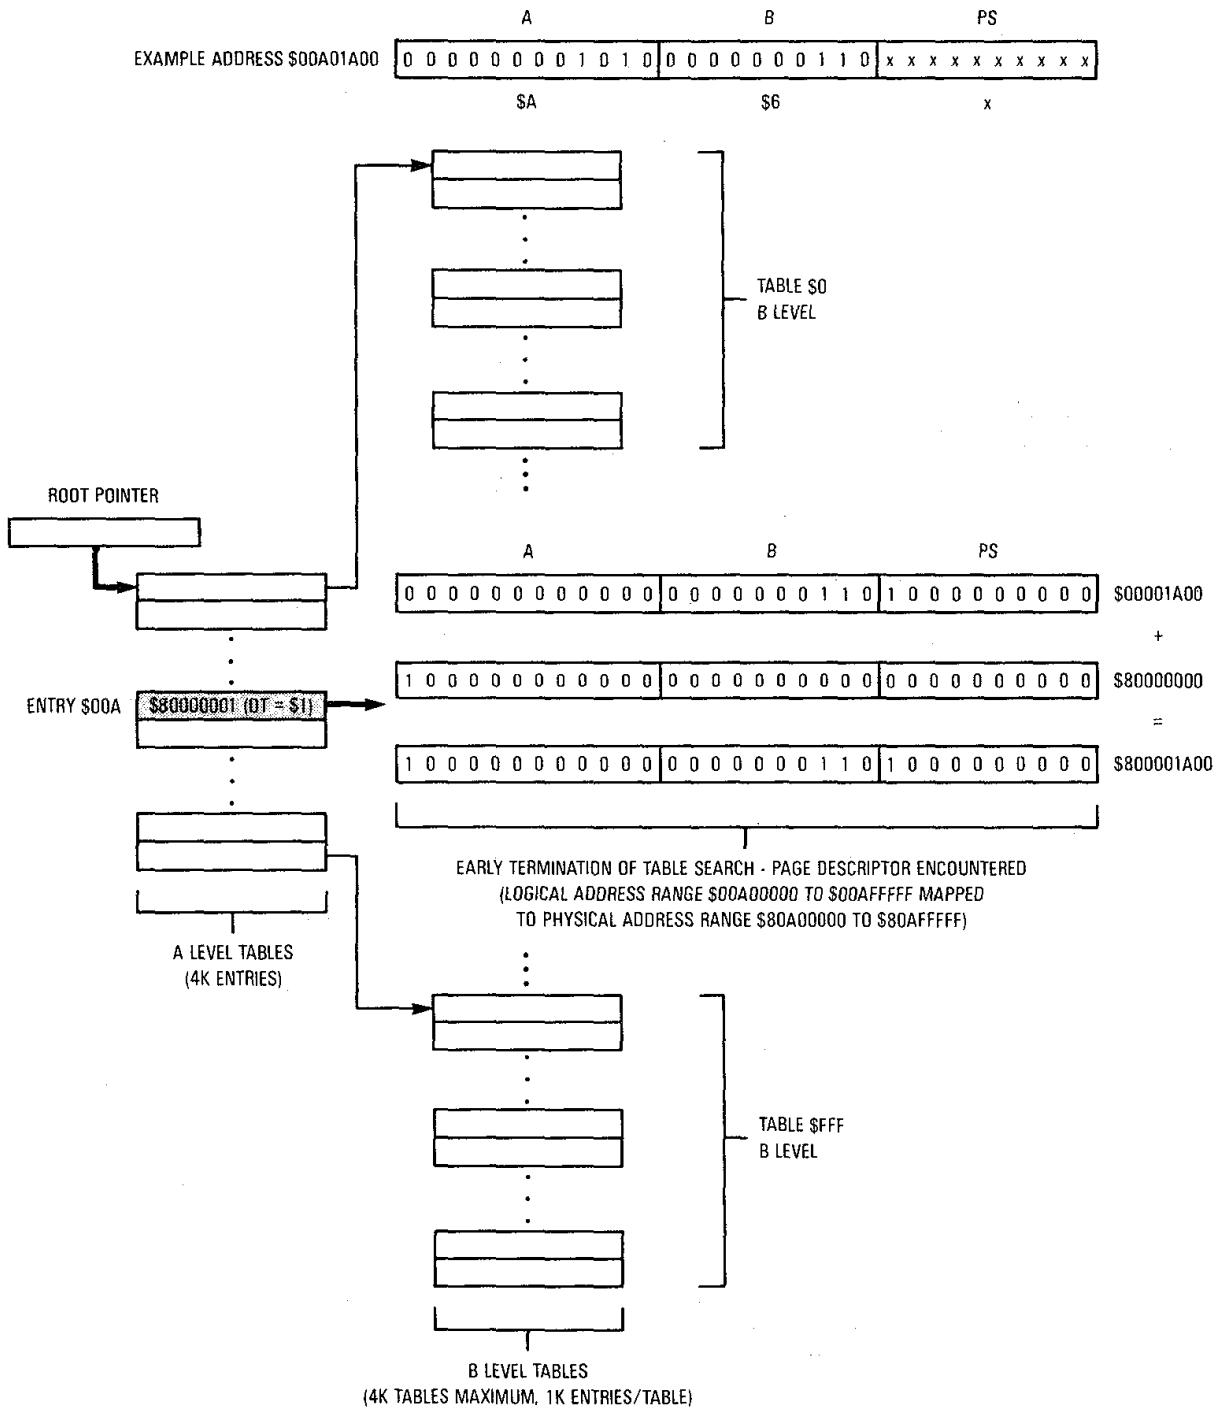 A B PS
EXAMPLE ADDRESS $00A01A00 0 0 0 0 0 0 0 0 1 0 1 0 0 0 0 0 0 0 0 1 1 0 x x x x x x x x x x
$A $6 x
TABLE $0
B LEVEL
ROOT POINTER
A B PS
0 0 0 0 0 0 0 0 0 0 0 0 0 0 0 0 0 0 0 1 1 0 1 0 0 0 0 0 0 0 0 0 $00001A00
+
1 0 0 0 0 0 0 0 0 0 0 0 0 0 0 0 0 0 0 0 0 0 0 0 0 0 0 0 0 0 0 0 $80000000
ENTRY $00A $80000001 (DT = $1)
=
1 0 0 0 0 0 0 0 0 0 0 0 0 0 0 0 0 0 0 1 1 0 1 0 0 0 0 0 0 0 0 0 $800001A00
EARLY TERMINATION OF TABLE SEARCH - PAGE DESCRIPTOR ENCOUNTERED
(LOGICAL ADDRESS RANGE $00A00000 TO $00AFFFFF MAPPED
TO PHYSICAL ADDRESS RANGE $80A00000 TO $80AFFFFF)
A LEVEL TABLES
(4K ENTRIES)
TABLE $FFF
B LEVEL
B LEVEL TABLES
(4K TABLES MAXIMUM, 1K ENTRIES/TABLE)